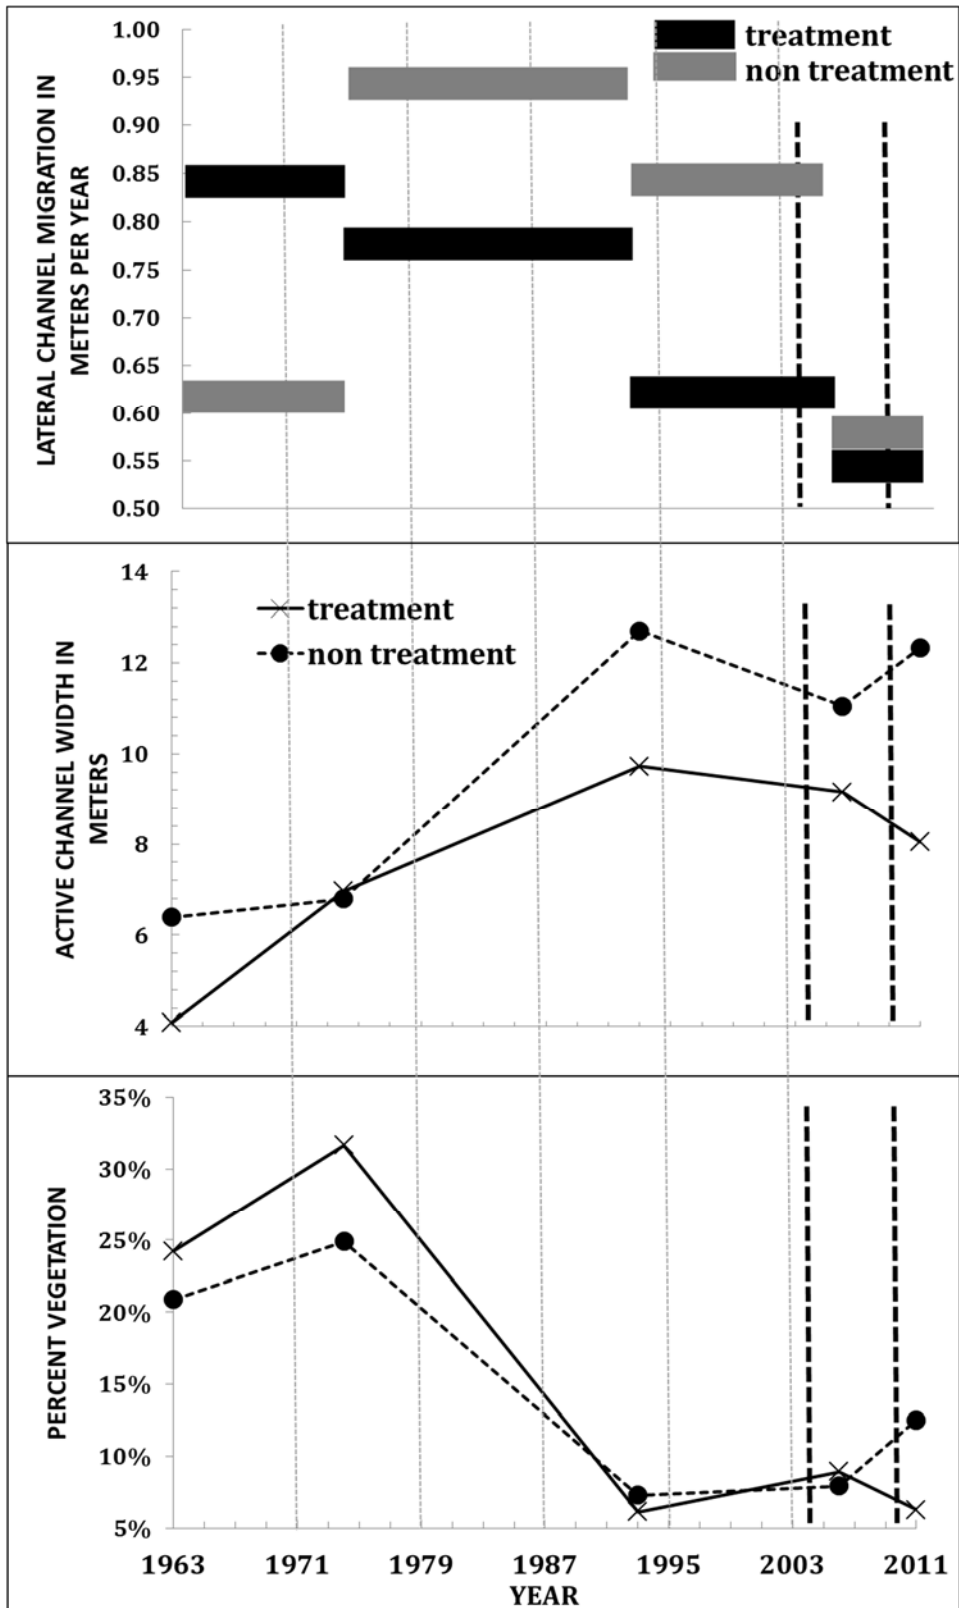 LATERAL CHANNEL MIGRATION IN
METERS PER YEAR
1.00
0.95
0.90
0.85
0.80
0.75
0.70
0.65
0.60
0.55
0.50
treatment
non treatment
ACTIVE CHANNEL WIDTH IN
METERS
14
12
10
8
6
4
treatment
non treatment
PERCENT VEGETATION
35%
30%
25%
20%
15%
10%
5%
1963 1971 1979 1987 1995 2003 2011
YEAR